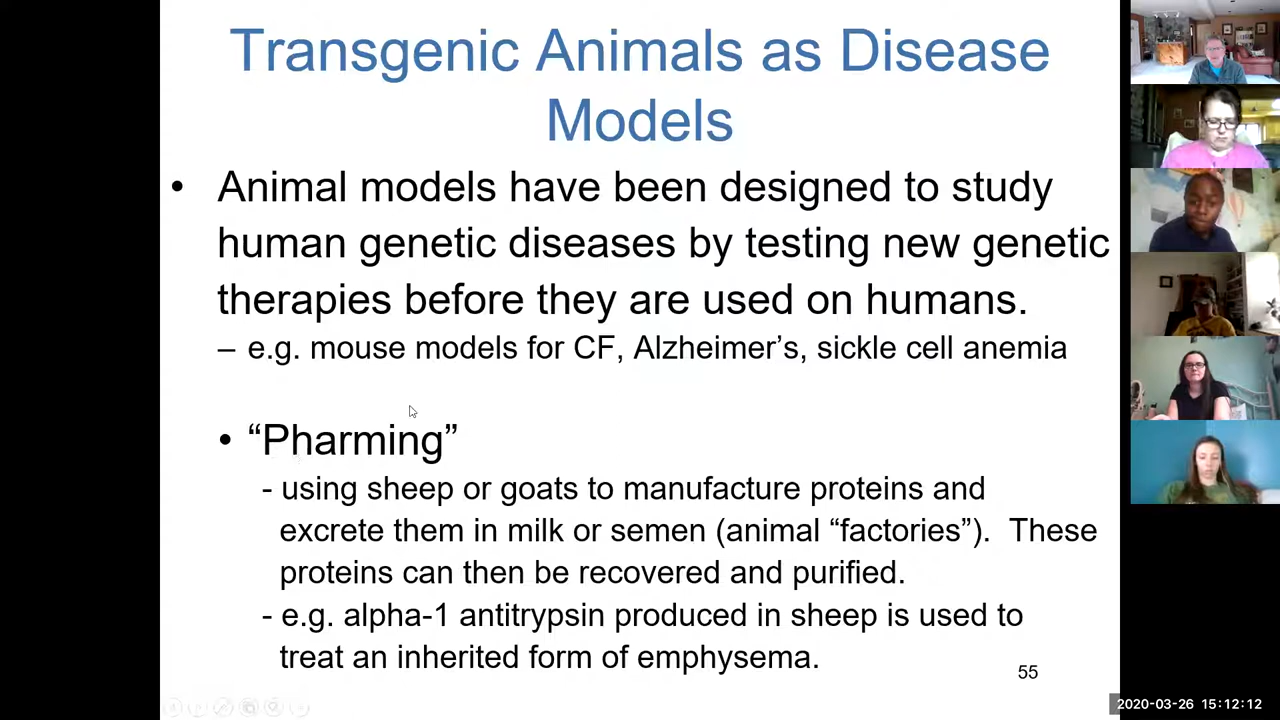 Transgenic Animals as Disease
Models
• Animal models have been designed to study
human genetic diseases by testing new genetic
therapies before they are used on humans.
– e.g. mouse models for CF, Alzheimer’s, sickle cell anemia
• “Pharming”
- using sheep or goats to manufacture proteins and
excrete them in milk or semen (animal “factories”).  These
proteins can then be recovered and purified.
- e.g. alpha-1 antitrypsin produced in sheep is used to
treat an inherited form of emphysema.
55
2020-03-26 15:12:12